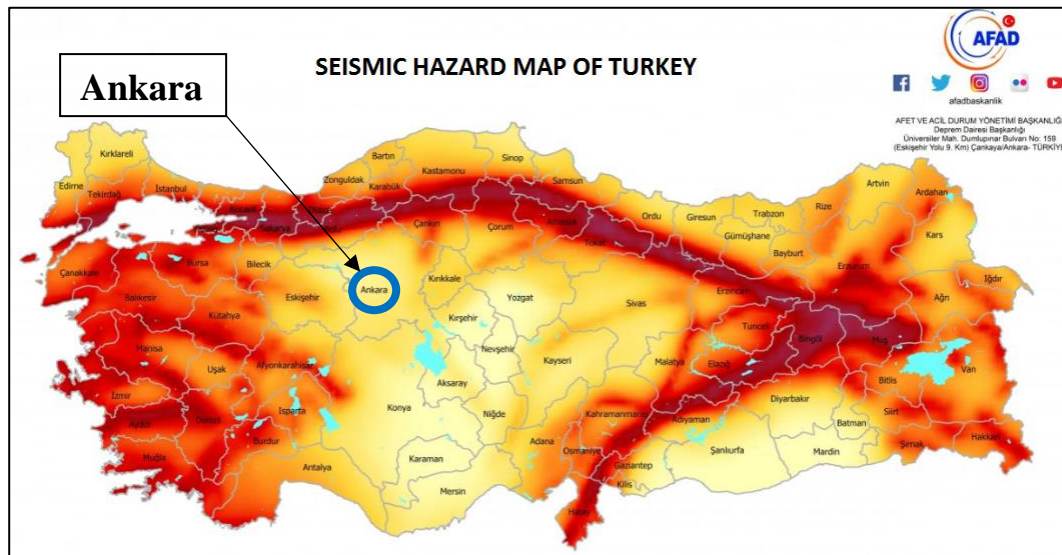 Ankara
SEISMIC HAZARD MAP OF TURKEY
AFAD
afadbaskanlik
AFET VE ACİL DURUM YÖNETİMİ BAŞKANLIĞI
Deprem Dairesi Başkanlığı
Üniversiler Mah. Dumlupınar Bulvarı No: 159
(Eskişehir Yolu 9. Km) Çankaya/Ankara- TÜRKİYE
Kırklareli
Edirne
Tekirdağ
İstanbul
Zonguldak
Bartın
Karabük
Kastamonu
Sinop
Samsun
Ordu
Giresun
Trabzon
Rize
Artvin
Ardahan
Kars
Gümüşhane
Bayburt
Çankırı
Çorum
Amasya
Tokat
Çanakkale
Bursa
Bilecik
Eskişehir
Ankara
Kırıkkale
Yozgat
Sivas
Erzincan
Erzurum
Ağrı
Iğdır
Balıkesir
Kütahya
Kırşehir
Tunceli
Bingöl
Muş
Manisa
Uşak
Afyonkarahisar
Nevşehir
Kayseri
Malatya
Elazığ
Bitlis
Van
İzmir
Aksaray
Diyarbakır
Batman
Siirt
Aydın
Denizli
Isparta
Konya
Niğde
Kahramanmaraş
Adıyaman
Şırnak
Hakkari
Muğla
Burdur
Antalya
Karaman
Mersin
Adana
Osmaniye
Gaziantep
Kilis
Şanlıurfa
Mardin
Hatay